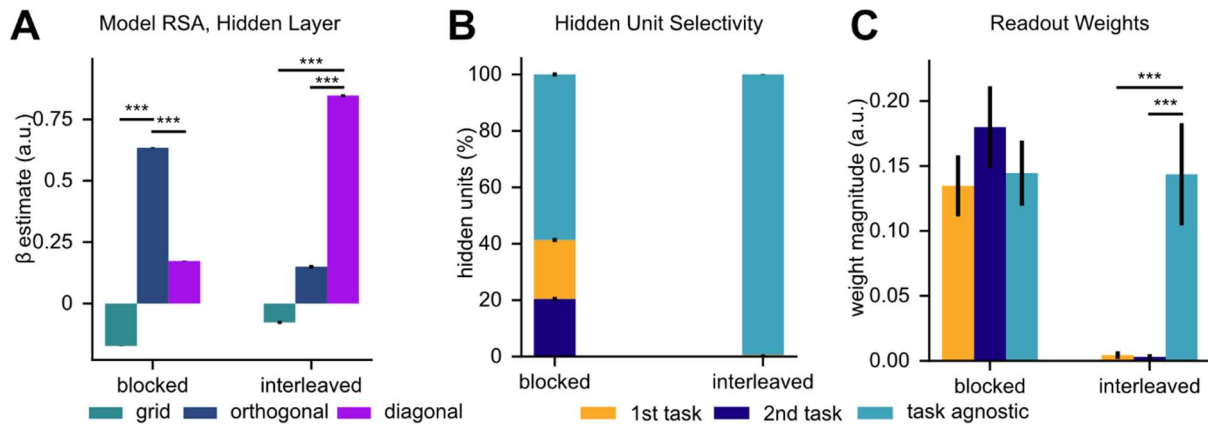 A Model RSA, Hidden Layer
β estimate (a.u.)
0.75
0.5
0.25
0
***
***
***
***
blocked
interleaved
grid
orthogonal
diagonal
B Hidden Unit Selectivity
hidden units (%)
100
80
60
40
20
0
blocked
interleaved
C Readout Weights
weight magnitude (a.u.)
0.20
0.15
0.10
0.05
0.00
***
***
blocked
interleaved
1st task
2nd task
task agnostic